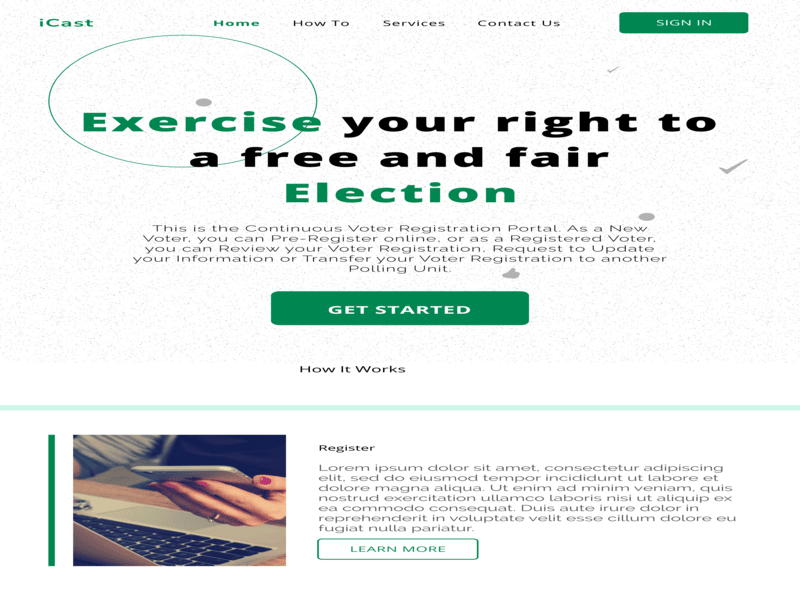 iCast Home How To Services Contact Us SIGN IN
Exercise your right to
a free and fair
Election
This is the Continuous Voter Registration Portal. As a New
Voter, you can Pre-Register online, or as a Registered Voter,
you can Review your Voter Registration, Request to Update
your Information or Transfer your Voter Registration to another
Polling Unit.
GET STARTED
How It Works
Register
Lorem ipsum dolor sit amet, consectetur adipiscing
elit, sed do eiusmod tempor incididunt ut labore et
dolore magna aliqua. Ut enim ad minim veniam, quis
nostrud exercitation ullamco laboris nisi ut aliquip ex
ea commodo consequat. Duis aute irure dolor in
reprehenderit in voluptate velit esse cillum dolore eu
fugiat nulla pariatur.
LEARN MORE